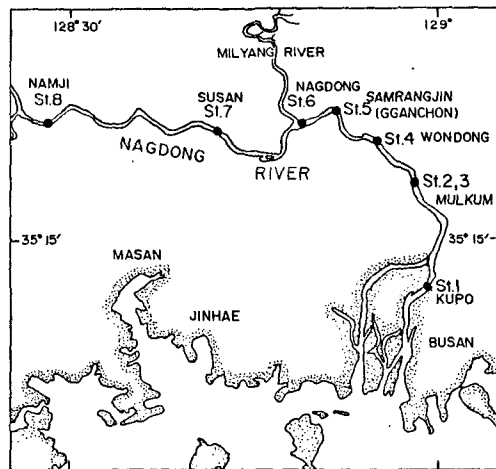 128°30'
129°
MILYANG RIVER
NAMJI
St.8
SUSAN
St.7
NAGDONG
St.6
SAMRANGJIN
St.5
(GGANCHON)
St.4 WONDONG
NAGDONG
RIVER
St.2,3
MULKUM
35°15'
35°15'
MASAN
St.1
KUPO
JINHAE
BUSAN